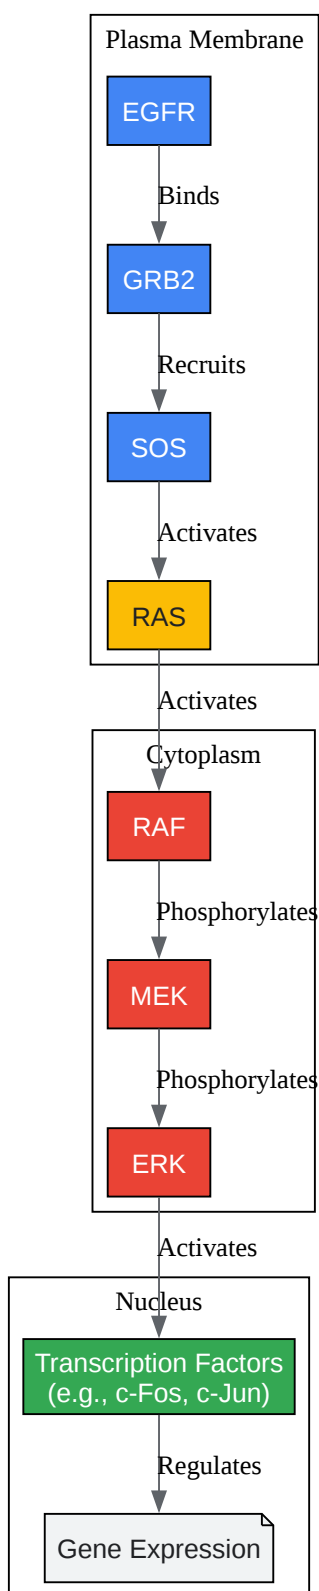 Plasma Membrane
EGFR
Binds
GRB2
Recruits
SOS
Activates
RAS
Activates
Cytoplasm
RAF
Phosphorylates
MEK
Phosphorylates
ERK
Activates
Nucleus
Transcription Factors
(e.g., c-Fos, c-Jun)
Regulates
Gene Expression